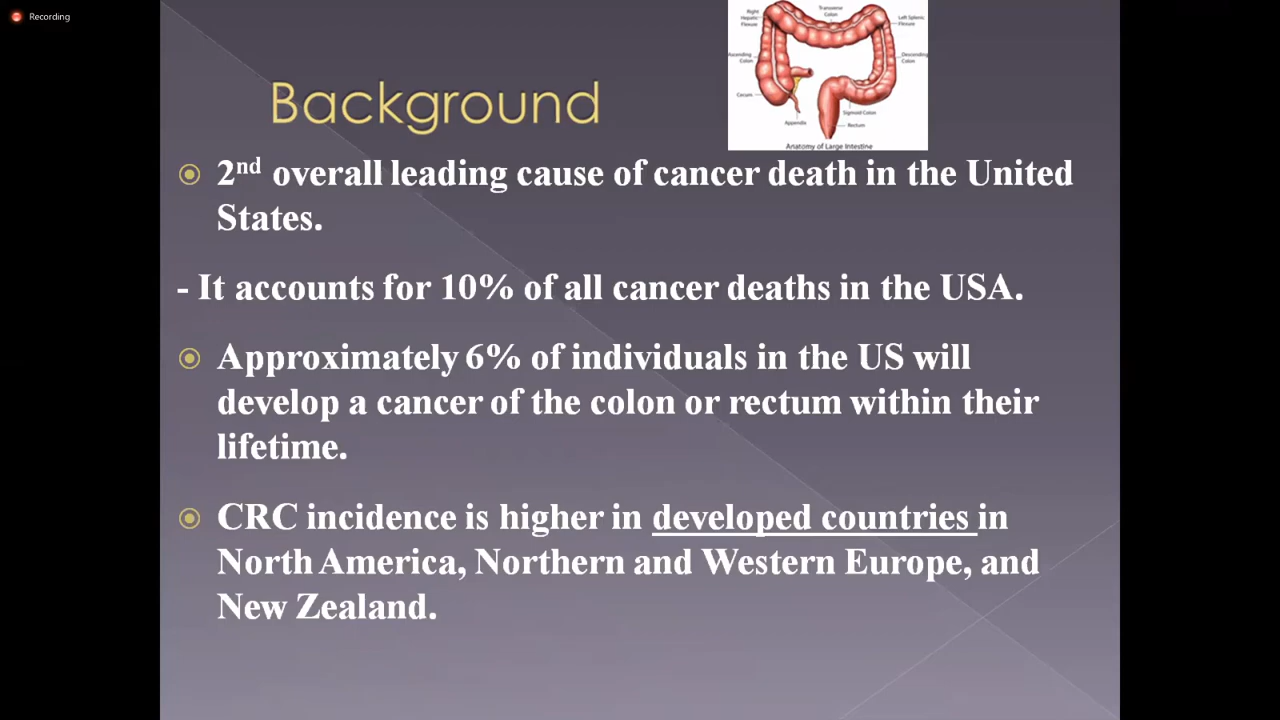 Recording
Right
Hepatic
Flexure
Transverse
Colon
Left Splenic
Flexure
Ascending
Colon
Descending
Colon
Cecum
Appendix
Sigmoid Colon
Rectum
Anatomy of Large Intestine
Background
2nd overall leading cause of cancer death in the United
States.
- It accounts for 10% of all cancer deaths in the USA.
Approximately 6% of individuals in the US will
develop a cancer of the colon or rectum within their
lifetime.
CRC incidence is higher in developed countries in
North America, Northern and Western Europe, and
New Zealand.